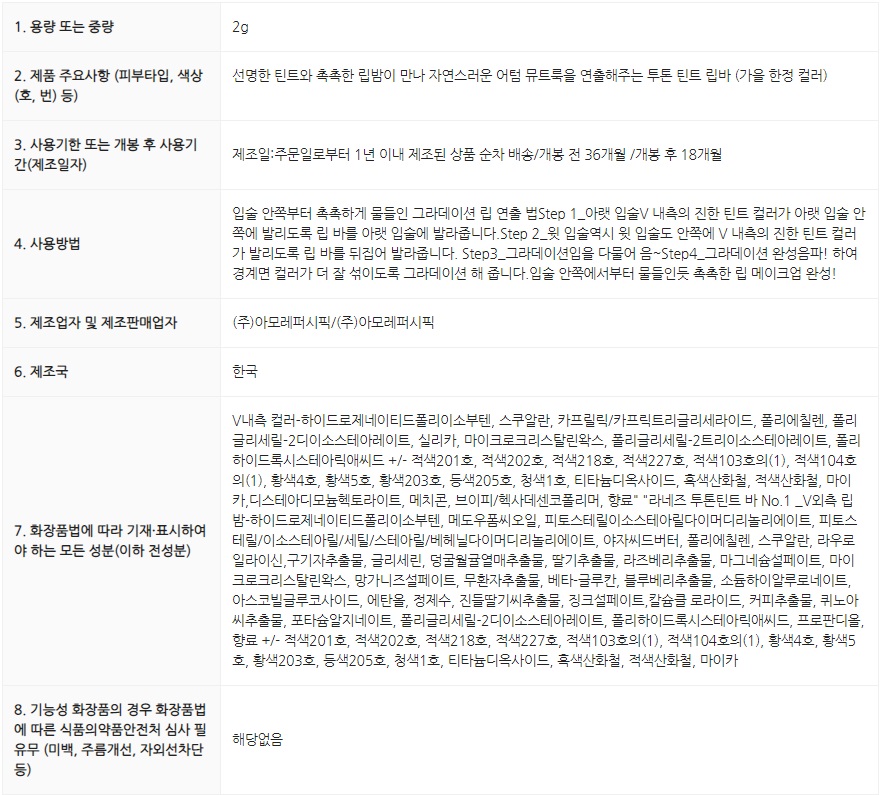 1. 용량 또는 중량
2g
2. 제품 주요사항 (피부타입, 색상
(호, 번) 등)
선명한 틴트와 촉촉한 립밤이 만나 자연스러운 어텀 뮤트룩을 연출해주는 투톤 틴트 립바 (가을 한정 컬러)
3. 사용기한 또는 개봉 후 사용기
간(제조일자)
제조일:주문일로부터 1년 이내 제조된 상품 순차 배송/개봉 전 36개월 /개봉 후 18개월
4. 사용방법
입술 안쪽부터 촉촉하게 물들인 그라데이션 립 연출 법Step 1_아랫 입술V 내측의 진한 틴트 컬러가 아랫 입술 안
쪽에 발리도록 립 바를 아랫 입술에 발라줍니다.Step 2_윗 입술역시 윗 입술도 안쪽에 V 내측의 진한 틴트 컬러
가 발리도록 립 바를 뒤집어 발라줍니다. Step3_그라데이션입을 다물어 음~Step4_그라데이션 완성음파! 하여
경계면 컬러가 더 잘 섞이도록 그라데이션 해 줍니다.입술 안쪽에서부터 물들인듯 촉촉한 립 메이크업 완성!
5. 제조업자 및 제조판매업자
(주)아모레퍼시픽/(주)아모레퍼시픽
6. 제조국
한국
7. 화장품법에 따라 기재·표시하여
야 하는 모든 성분(이하 전성분)
V내측 컬러-하이드로제네이티드폴리이소부텐, 스쿠알란, 카프릴릭/카프릭트리글리세라이드, 폴리에칠렌, 폴리
글리세릴-2디이소스테아레이트, 실리카, 마이크로크리스탈린왁스, 폴리글리세릴-2트리이소스테아레이트, 폴리
하이드록시스테아릭애씨드 +/- 적색201호, 적색202호, 적색218호, 적색227호, 적색103호의(1), 적색104호
의(1), 황색4호, 황색5호, 황색203호, 등색205호, 청색1호, 티타늄디옥사이드, 흑색산화철, 적색산화철, 마이
카,디스테아디모늄헥토라이트, 메치콘, 브이피/헥사데센코폴리머, 향료" "라네즈 투톤틴트 바 No.1 _V외측 립
밤-하이드로제네이티드폴리이소부텐, 메도우폼씨오일, 피토스테릴이소스테아릴다이머디리놀리에이트, 피토스
테릴/이소스테아릴/세틸/스테아릴/베헤닐다이머디리놀리에이트, 야자씨드버터, 폴리에칠렌, 스쿠알란, 라우로
일라이신,구기자추출물, 글리세린, 덩굴월귤열매추출물, 딸기추출물, 라즈베리추출물, 마그네슘설페이트, 마이
크로크리스탈린왁스, 망가니즈설페이트, 무환자추출물, 베타-글루칸, 블루베리추출물, 소듐하이알루로네이트,
아스코빌글루코사이드, 에탄올, 정제수, 진들딸기씨추출물, 징크설페이트,칼슘클 로라이드, 커피추출물, 퀴노아
씨추출물, 포타슘알지네이트, 폴리글리세릴-2디이소스테아레이트, 폴리하이드록시스테아릭애씨드, 프로판디올,
향료 +/- 적색201호, 적색202호, 적색218호, 적색227호, 적색103호의(1), 적색104호의(1), 황색4호, 황색5
호, 황색203호, 등색205호, 청색1호, 티타늄디옥사이드, 흑색산화철, 적색산화철, 마이카
8. 기능성 화장품의 경우 화장품법
에 따른 식품의약품안전처 심사 필
유무 (미백, 주름개선, 자외선차단
등)
해당없음